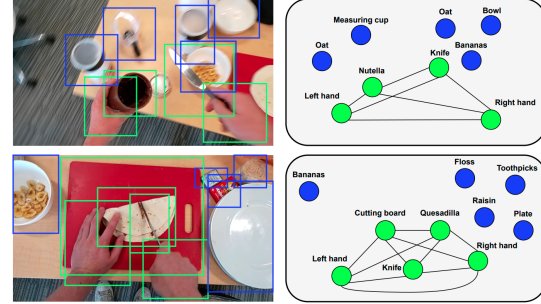 Measuring cup
Oat
Bowl
Oat
Knife
Bananas
Nutella
Left hand
Right hand
Bananas
Floss
Toothpicks
Raisin
Cutting board
Quesadilla
Plate
Right hand
Left hand
Knife